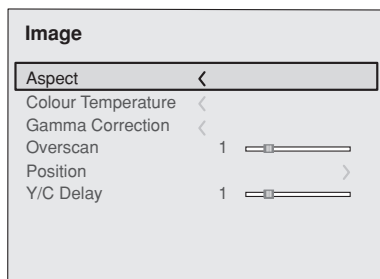 Image
Aspect
Colour Temperature
Gamma Correction
Overscan 1
Position
Y/C Delay 1